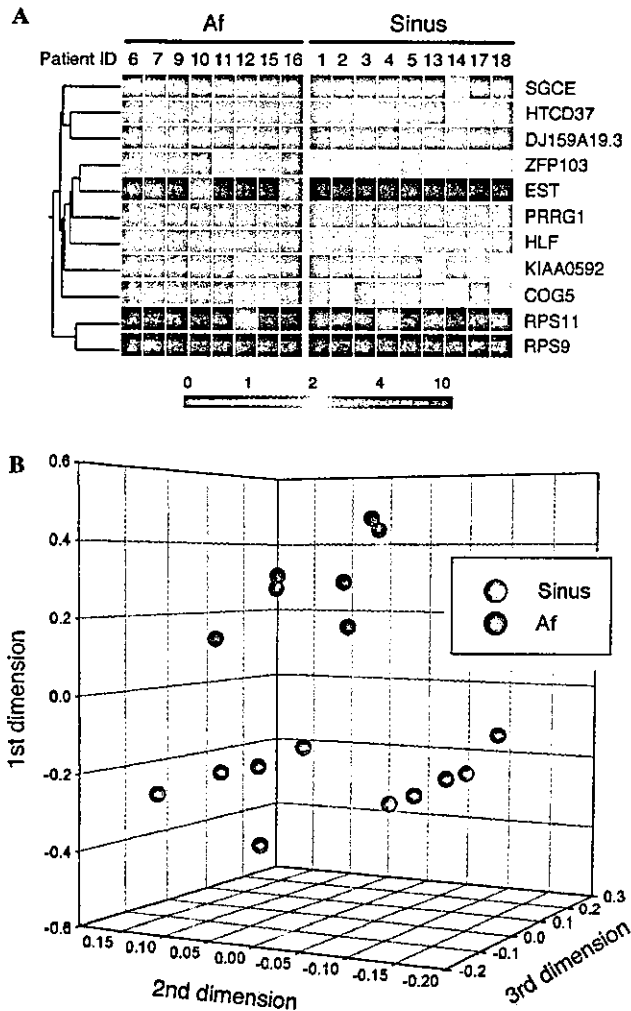 A
Af Sinus
Patient ID 6 7 9 10 11 12 15 16 1 2 3 4 5 13 14 17 18
SGCE
HTCD37
DJ159A19.3
ZFP103
EST
PRRG1
HLF
KIAA0592
COG5
RPS11
RPS9
0 1 2 4 10
B
0.6
0.4
0.2
0.0
-0.2
-0.4
-0.8
1st dimension
Sinus
Af
0.15 0.10 0.05 0.00 -0.05 -0.10 -0.15 -0.20
2nd dimension
-0.2 -0.1 0.0 0.1 0.2 0.3
3rd dimension